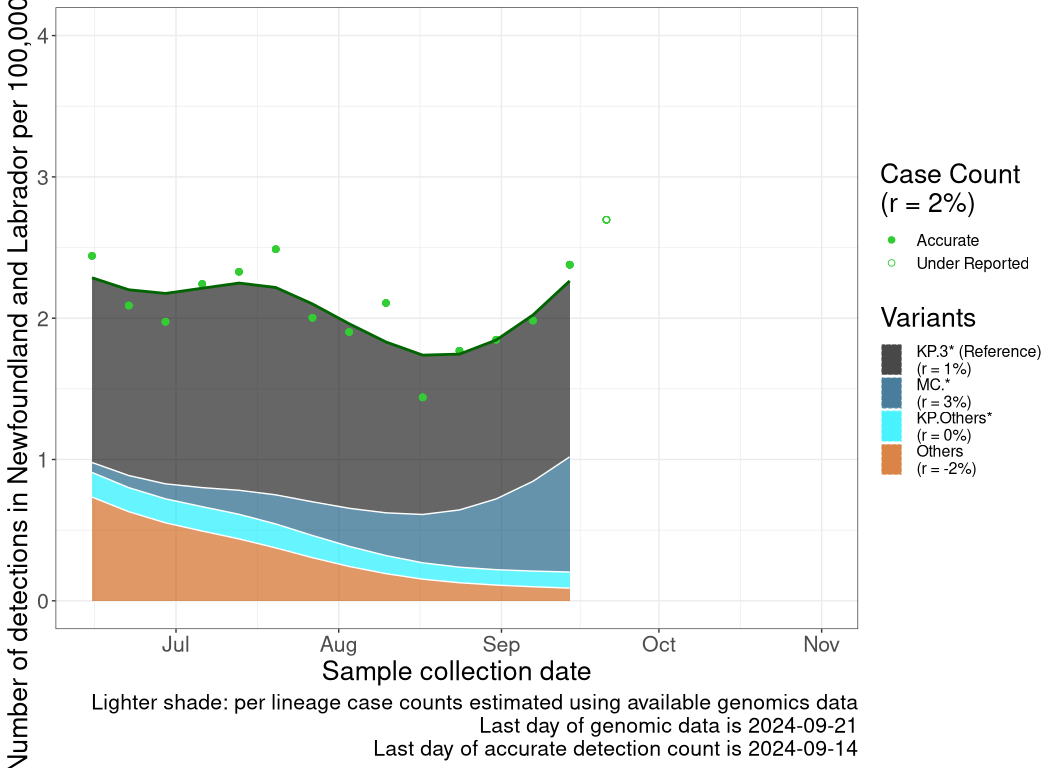 Number of detections in Newfoundland and Labrador per 100,000
4
3
2
1
0
Jul
Aug
Sep
Oct
Nov
Sample collection date
Lighter shade: per lineage case counts estimated using available genomics data
Last day of genomic data is 2024-09-21
Last day of accurate detection count is 2024-09-14
Case Count
(r = 2%)
Accurate
Under Reported
Variants
KP.3* (Reference)
(r = 1%)
MC.*
(r = 3%)
KP.Others*
(r = 0%)
Others
(r = -2%)